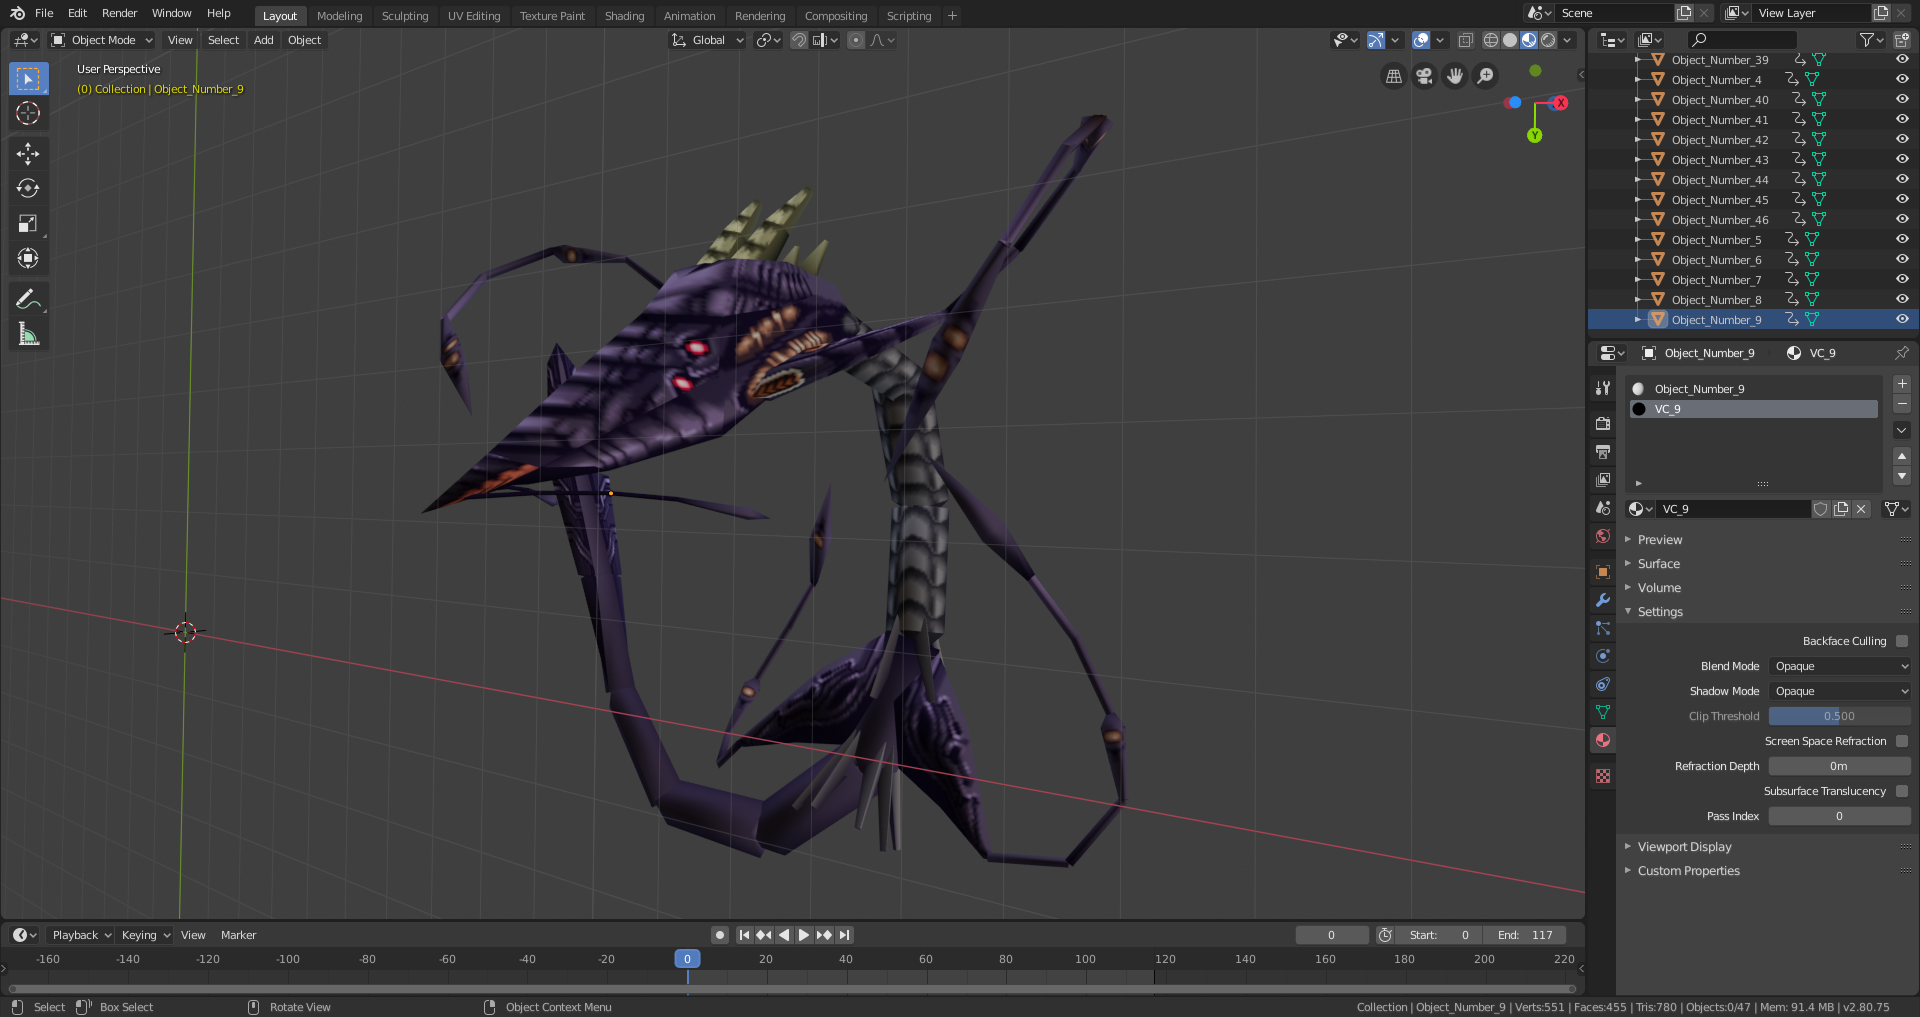 File Edit Render Window Help Layout Modeling Sculpting UV Editing Texture Paint Shading Animation Rendering Compositing Scripting + Scene View Layer
Object Mode View Select Add Object Global
User Perspective
(0) Collection | Object_Number_9
X
Y
Object_Number_39
Object_Number_4
Object_Number_40
Object_Number_41
Object_Number_42
Object_Number_43
Object_Number_44
Object_Number_45
Object_Number_46
Object_Number_5
Object_Number_6
Object_Number_7
Object_Number_8
Object_Number_9
Object_Number_9 VC_9
Object_Number_9
VC_9
VC_9
Preview
Surface
Volume
Settings
Backface Culling
Blend Mode Opaque
Shadow Mode Opaque
Clip Threshold 0.500
Screen Space Refraction
Refraction Depth 0m
Subsurface Translucency
Pass Index 0
Viewport Display
Custom Properties
Playback Keying View Marker 0 Start: 0 End: 117
-160 -140 -120 -100 -80 -60 -40 -20 0 20 40 60 80 100 120 140 160 180 200 220
Select Box Select Rotate View Object Context Menu Collection | Object_Number_9 | Verts:551 | Faces:455 | Tris:780 | Objects:0/47 | Mem: 91.4 MB | v2.80.75